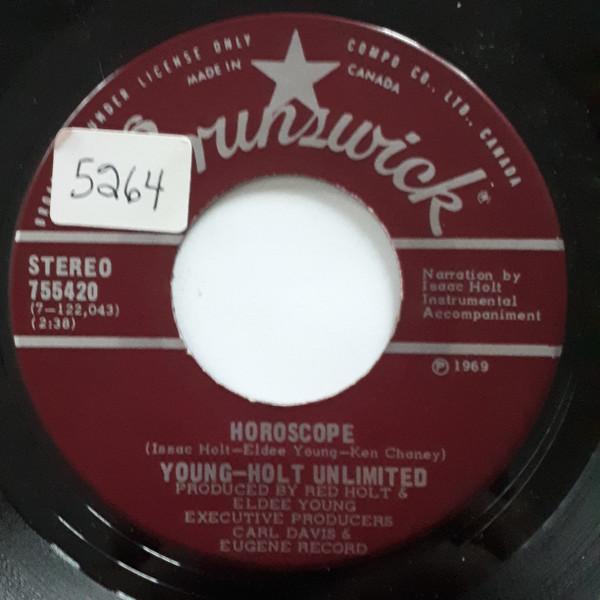 UNDER LICENSE ONLY
COMPO CO., LTD., CANADA
MADE IN
CANADA
Brunswick®
5264
STEREO
755420
(7—122,043)
(2:38)
Narration by
Isaac Holt
Instrumental
Accompaniment
Ⓟ 1969
HOROSCOPE
(Isaac Holt—Eldee Young—Ken Chaney)
YOUNG—HOLT UNLIMITED
PRODUCED BY RED HOLT &
ELDEE YOUNG
EXECUTIVE PRODUCERS
CARL DAVIS &
EUGENE RECORD